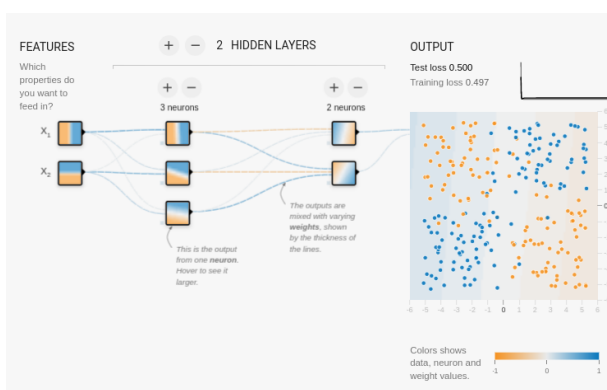 FEATURES
Which
properties do
you want to
feed in?
X1
X2
+ − 2 HIDDEN LAYERS
+ −
3 neurons
+ −
2 neurons
This is the output
from one neuron.
Hover to see it
larger.
The outputs are
mixed with varying
weights, shown
by the thickness of
the lines.
OUTPUT
Test loss 0.500
Training loss 0.497
-6 -5 -4 -3 -2 -1 0 1 2 3 4 5 6
Colors shows
data, neuron and
weight values.
-1 0 1